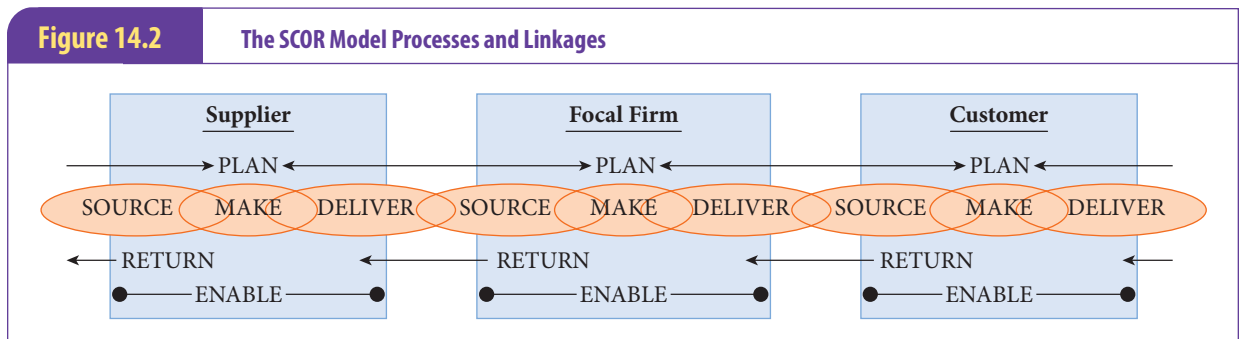 Figure 14.2 The SCOR Model Processes and Linkages
Supplier Focal Firm Customer
PLAN PLAN PLAN
SOURCE MAKE DELIVER SOURCE MAKE DELIVER SOURCE MAKE DELIVER
RETURN RETURN RETURN
ENABLE ENABLE ENABLE